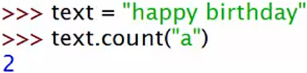 >>> text = "happy birthday"
>>> text.count("a")
2